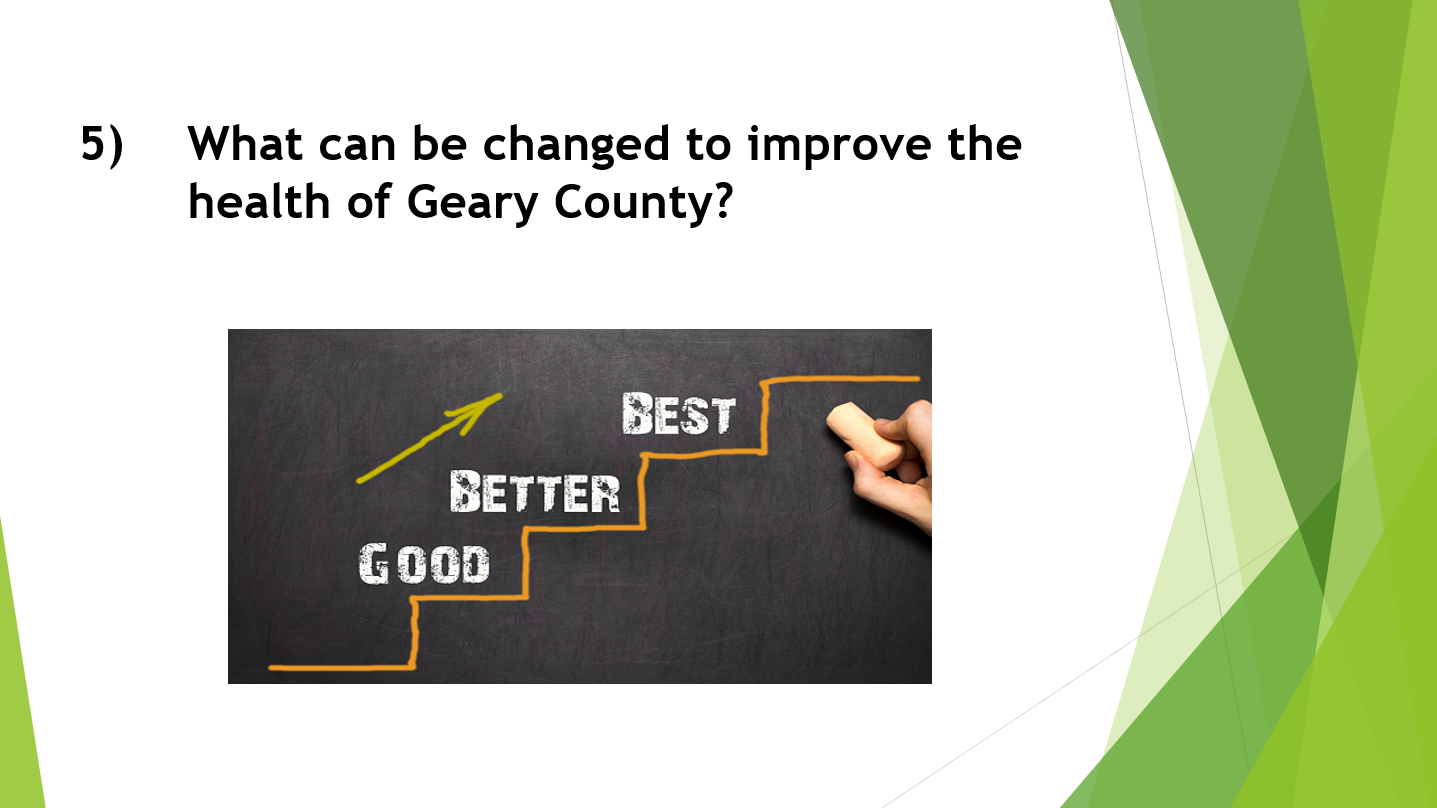 5) What can be changed to improve the
health of Geary County?
BEST
BETTER
GOOD